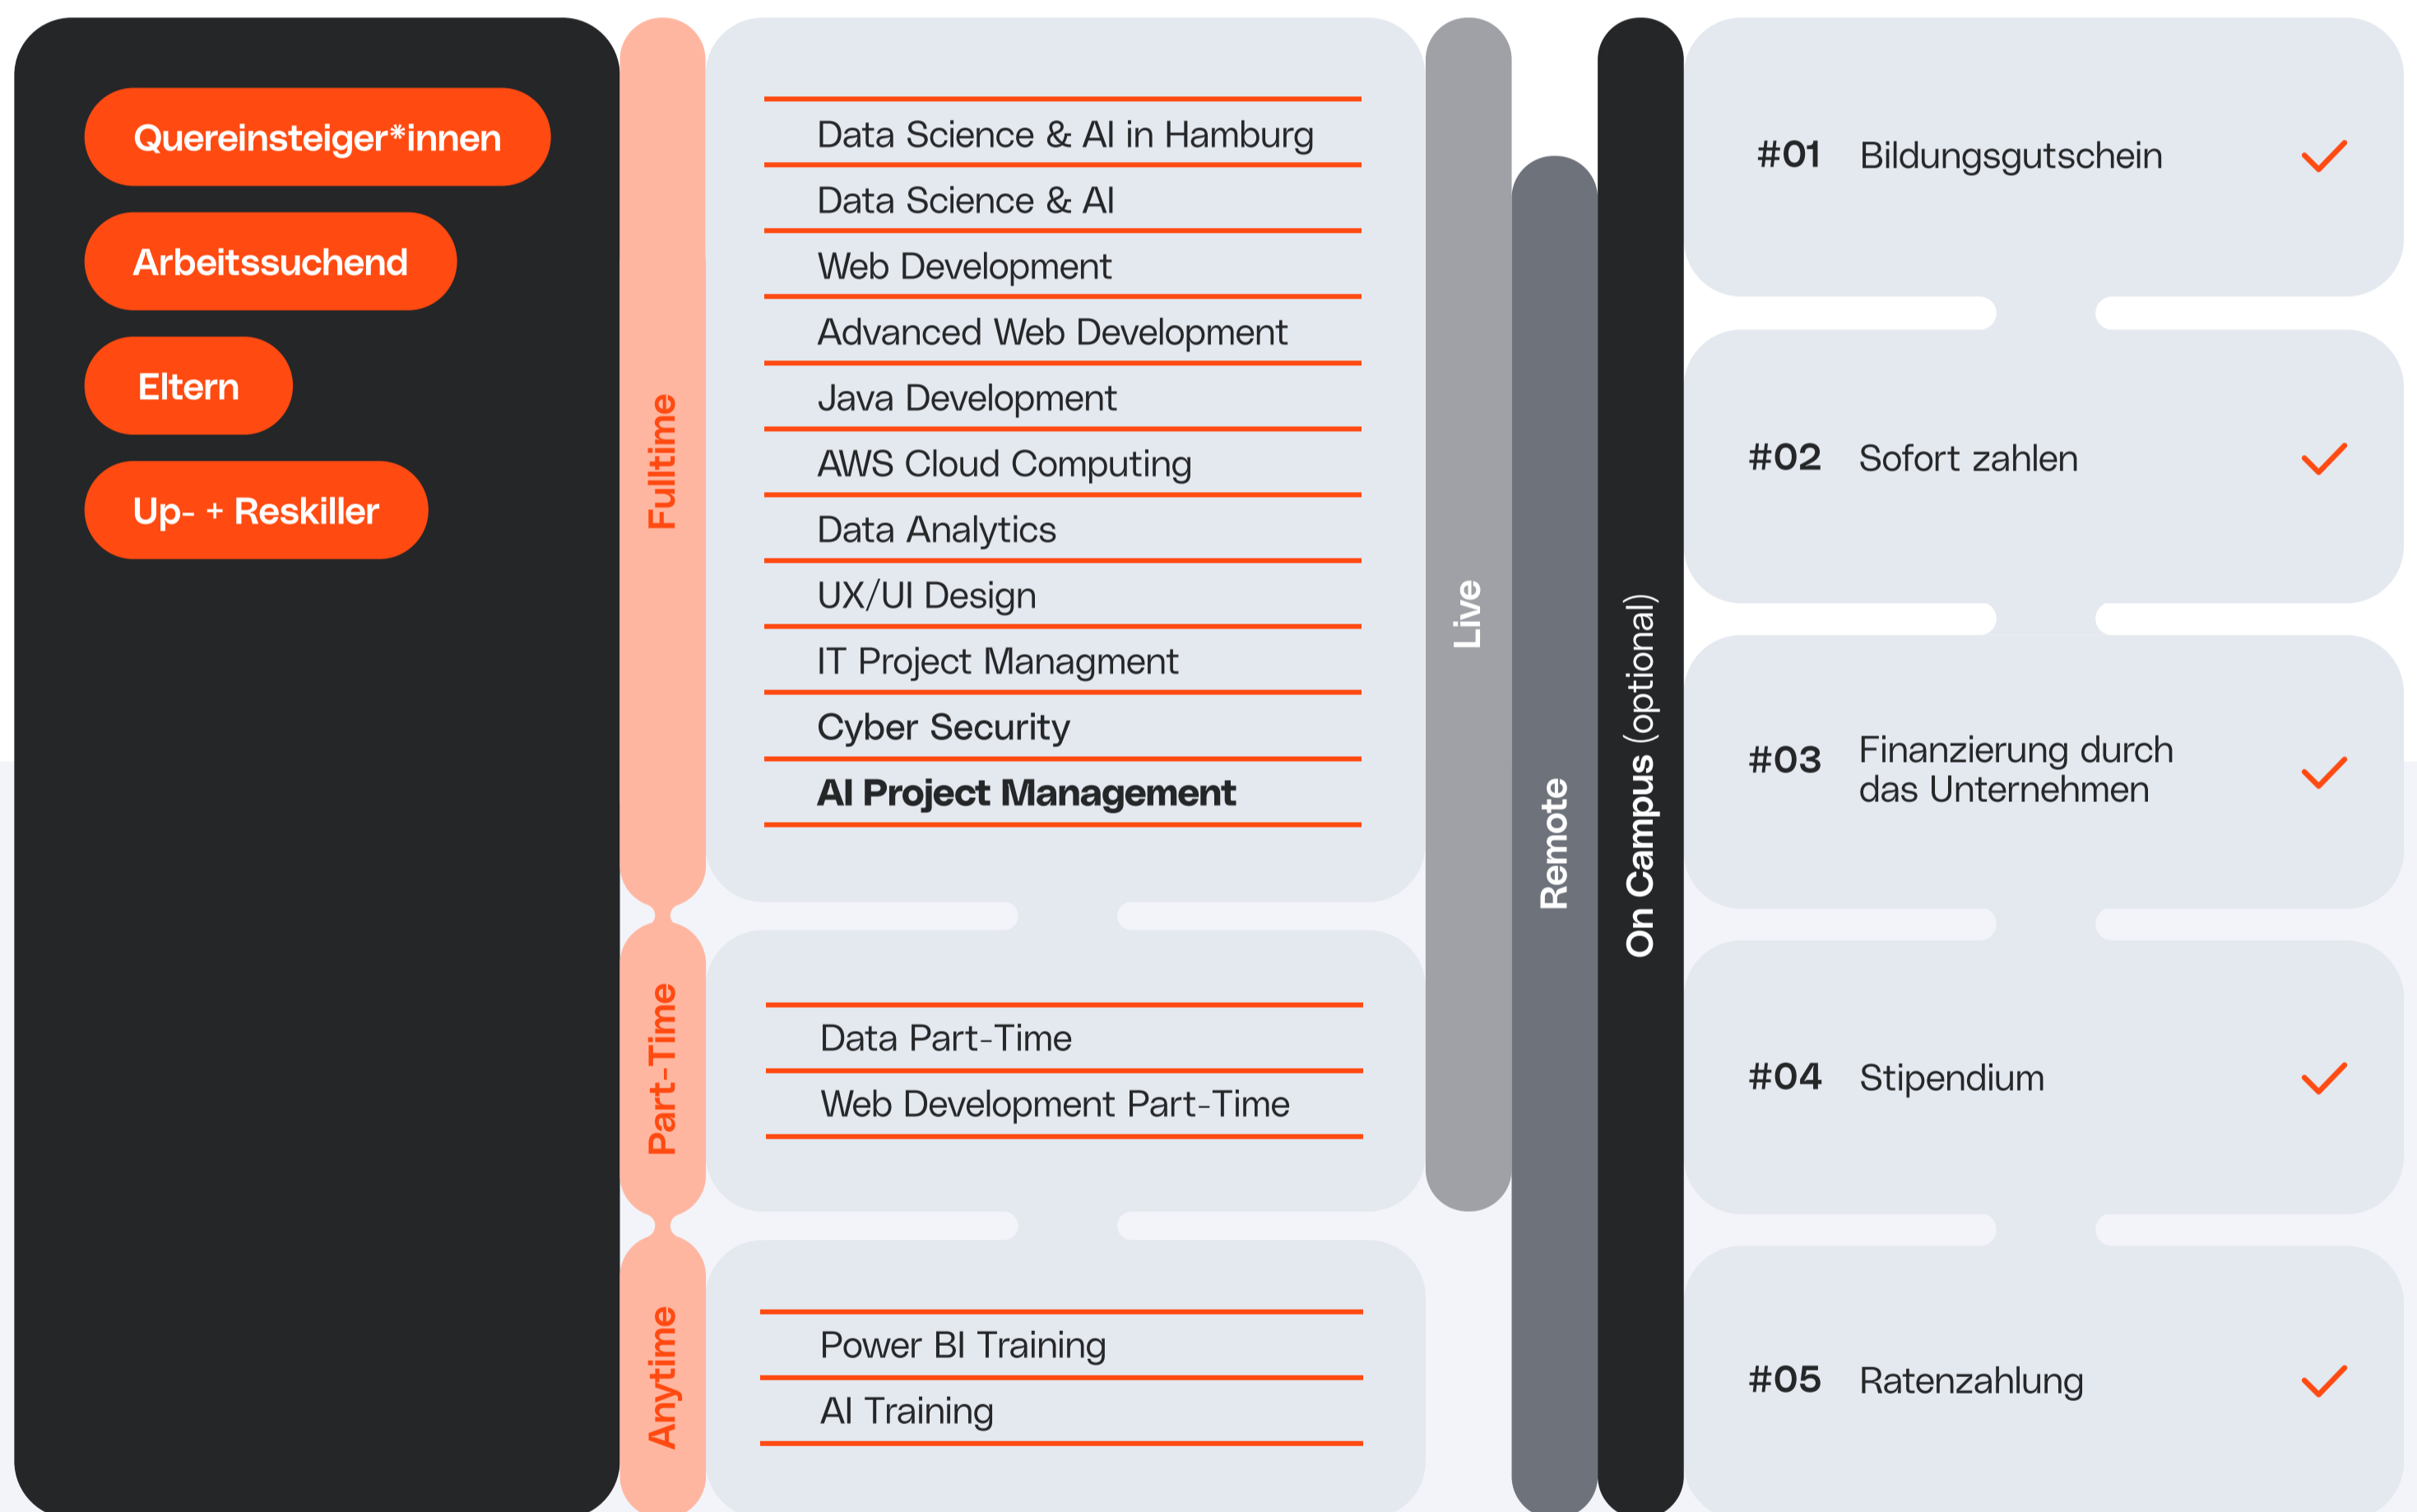 Quereinsteiger*innen
Arbeitssuchend
Eltern
Up- + Reskiller
Fulltime
Data Science & AI in Hamburg
Data Science & AI
Web Development
Advanced Web Development
Java Development
AWS Cloud Computing
Data Analytics
UX/UI Design
IT Project Managment
Cyber Security
AI Project Management
Part-Time
Data Part-Time
Web Development Part-Time
Anytime
Power BI Training
AI Training
Live
Remote
On Campus (optional)
#01 Bildungsgutschein
#02 Sofort zahlen
#03 Finanzierung durch
das Unternehmen
#04 Stipendium
#05 Ratenzahlung